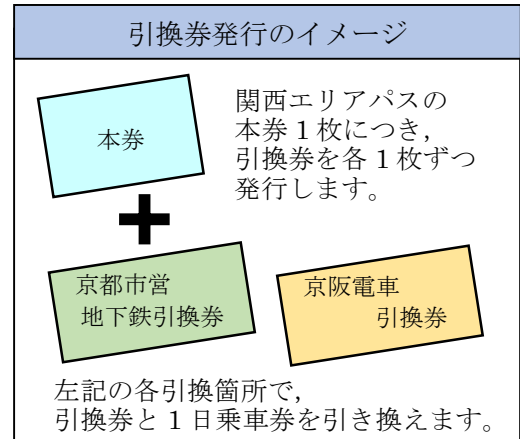 引換券発行のイメージ
本券
関西エリアパスの
本券1枚につき,
引換券を各1枚ずつ
発行します。
京都市営
地下鉄引換券
京阪電車
引換券
左記の各引換箇所で,
引換券と1日乗車券を引き換えます。